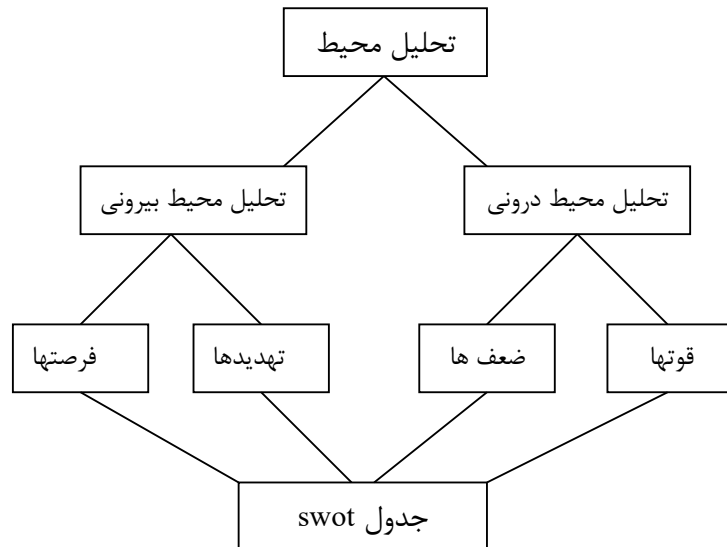 تحلیل محیط
تحلیل محیط درونی
تحلیل محیط بیرونی
قوتها
ضعف ها
تهدیدها
فرصتها
جدول swot